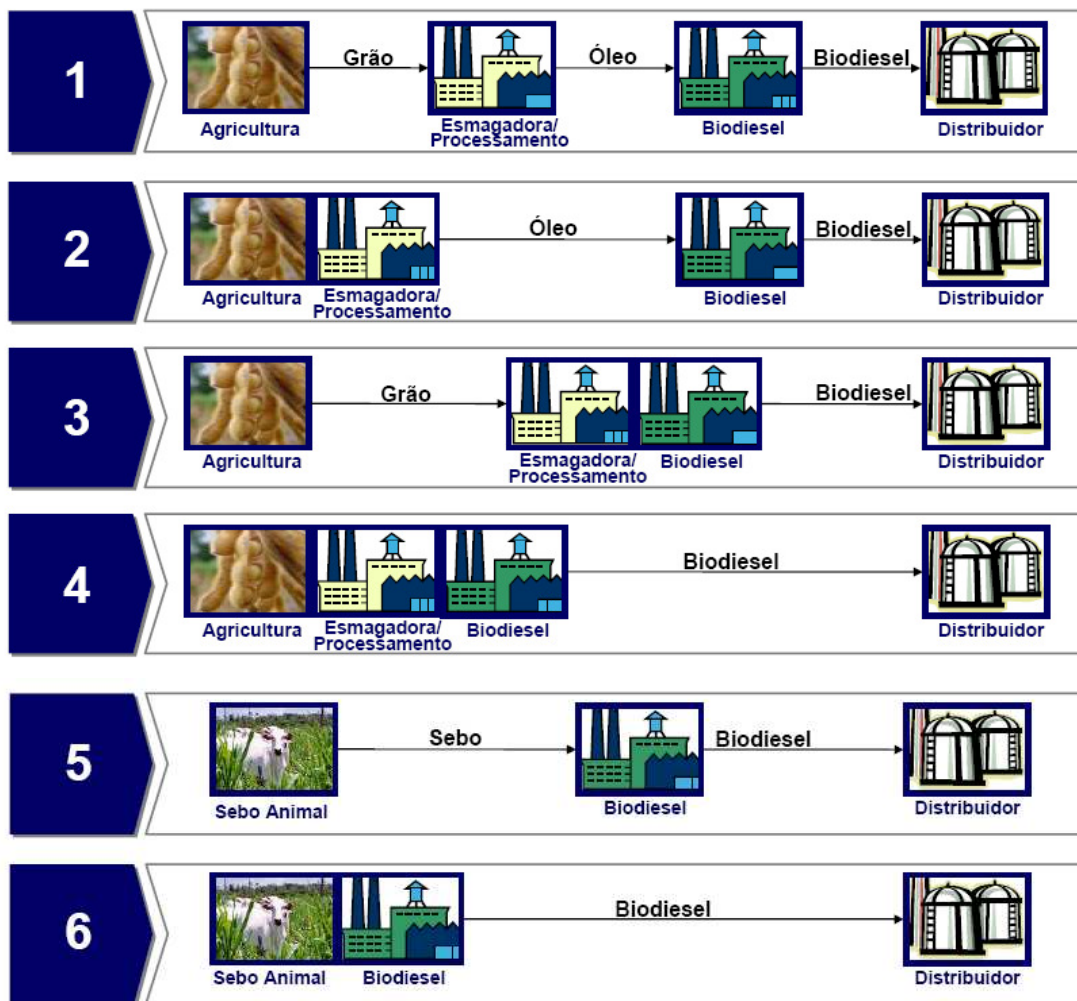 1
Grão
Óleo
Biodiesel
Agricultura
Esmagadora/
Processamento
Biodiesel
Distribuidor
2
Óleo
Biodiesel
Agricultura
Esmagadora/
Processamento
Biodiesel
Distribuidor
3
Grão
Biodiesel
Agricultura
Esmagadora/
Processamento
Biodiesel
Distribuidor
4
Biodiesel
Agricultura
Esmagadora/
Processamento
Biodiesel
Distribuidor
5
Sebo
Biodiesel
Sebo Animal
Biodiesel
Distribuidor
6
Biodiesel
Sebo Animal
Biodiesel
Distribuidor